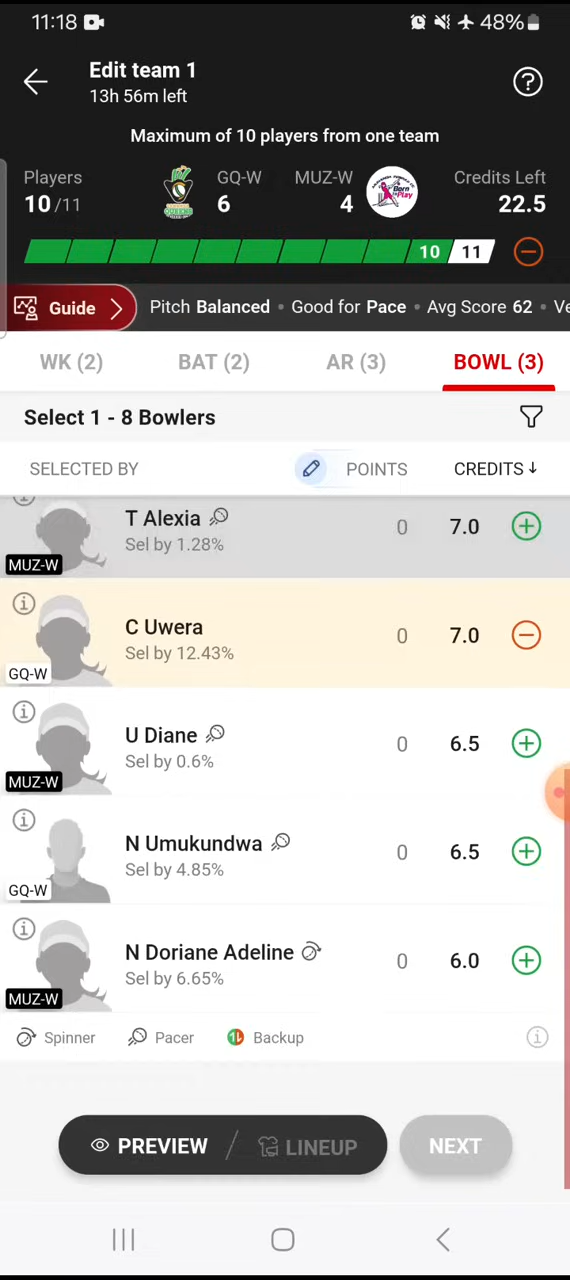 11:18
48%
Edit team 1
13h 56m left
Maximum of 10 players from one team
Players
10/11
GQ-W
6
MUZ-W
4
Credits Left
22.5
10 11
Guide
Pitch Balanced • Good for Pace • Avg Score 62 • Ve
WK (2) BAT (2) AR (3) BOWL (3)
Select 1 - 8 Bowlers
SELECTED BY POINTS CREDITS ↓
T Alexia
Sel by 1.28%
0 7.0
MUZ-W
C Uwera
Sel by 12.43%
0 7.0
GQ-W
U Diane
Sel by 0.6%
0 6.5
MUZ-W
N Umukundwa
Sel by 4.85%
0 6.5
GQ-W
N Doriane Adeline
Sel by 6.65%
0 6.0
MUZ-W
Spinner Pacer Backup
PREVIEW / LINEUP
NEXT